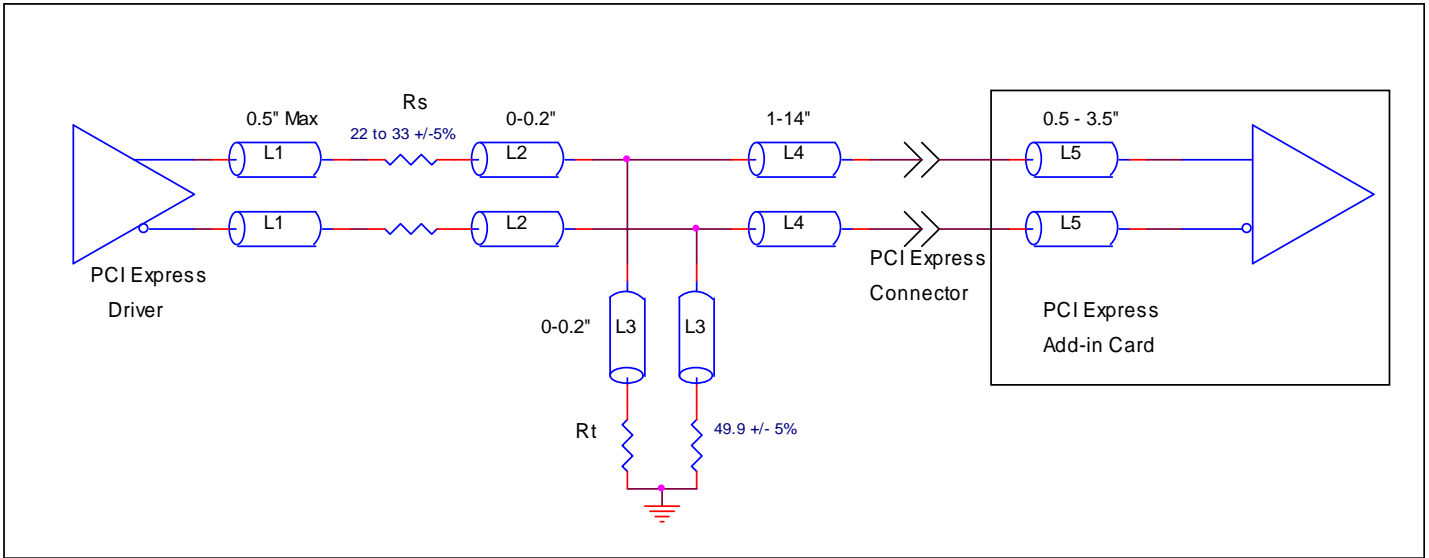 Rs
0.5" Max
22 to 33 +/-5%
0-0.2"
1-14"
0.5 - 3.5"
L1
L2
L4
L5
L1
L2
L4
L5
PCI Express
Driver
PCI Express
Connector
0-0.2"
L3
L3
PCI Express
Add-in Card
Rt
49.9 +/- 5%